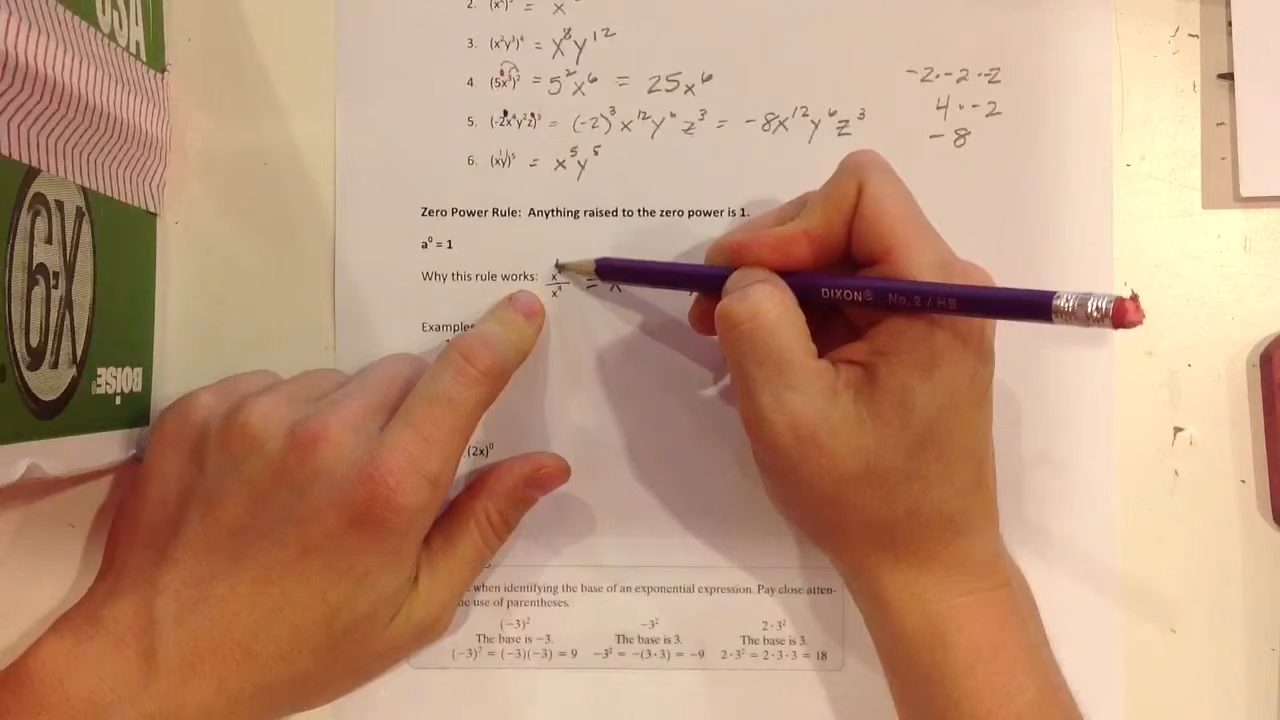 2. (x
= x
3. (x²y³)⁴ = x⁸y¹²
4. (5x³)² = 5²x⁶ = 25x⁶
5. (-2x⁴y²z)³ = (-2)³x¹²y⁶z³ = -8x¹²y⁶z³
6. (xy)⁵ = x⁵y⁵
-2·-2·-2
4·-2
-8
Zero Power Rule: Anything raised to the zero power is 1.
a⁰ = 1
Why this rule works: x⁴/x⁴ = x
Examples
(2x)⁰
when identifying the base of an exponential expression. Pay close atten-
use of parentheses.
(−3)² −3² 2·3²
The base is −3. The base is 3. The base is 3.
(−3)² = (−3)(−3) = 9 −3² = −(3·3) = −9 2·3² = 2·3·3 = 18
DIXON® No. 2 / HB
USA
6X
BOISE®